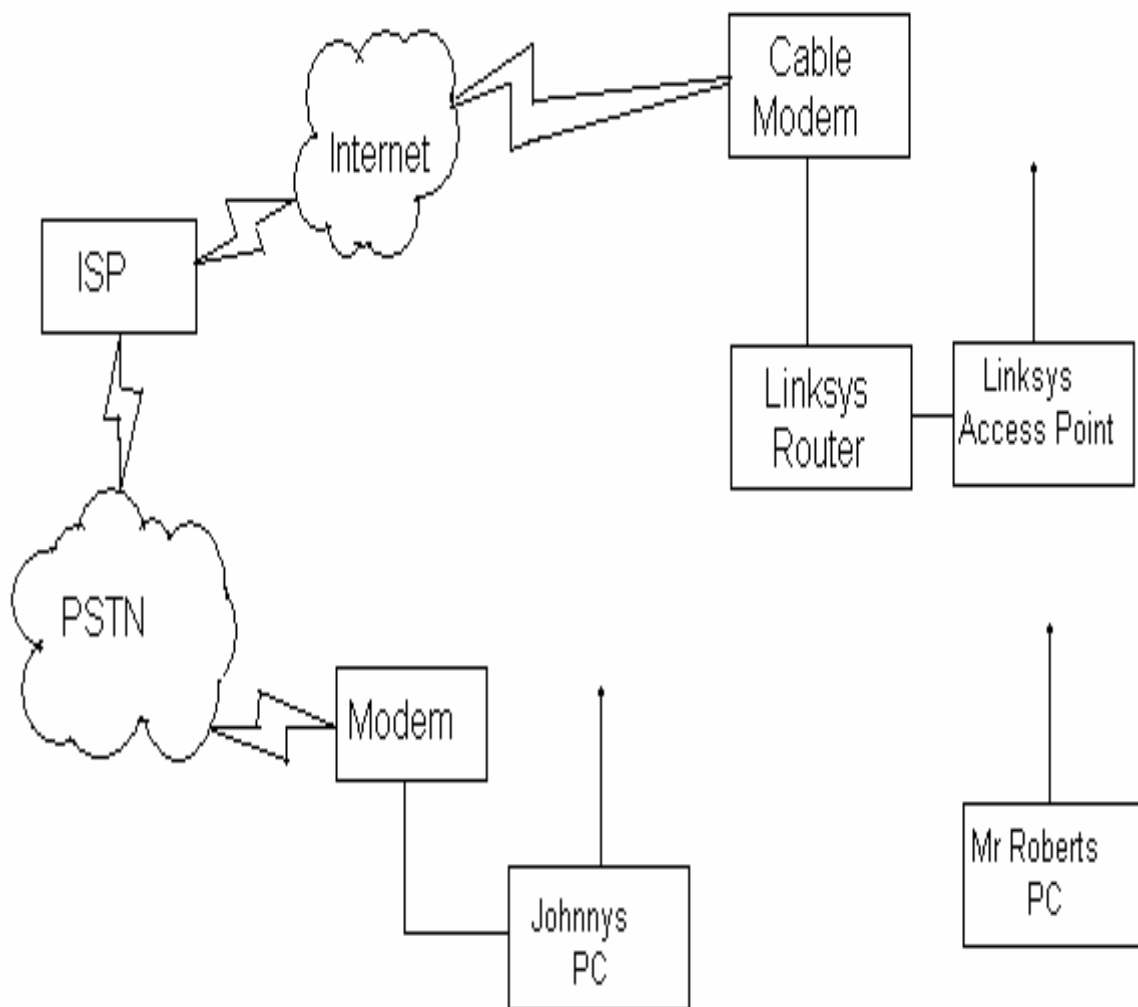 Cable
Modem
Internet
ISP
Linksys
Router
Linksys
Access Point
PSTN
Modem
Mr Roberts
PC
Johnnys
PC